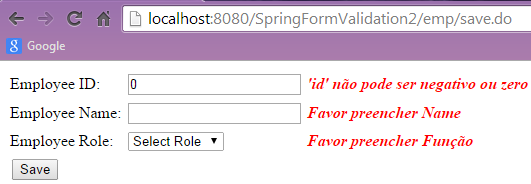 localhost:8080/SpringFormValidation2/emp/save.do
Google
Employee ID: 0 'id' não pode ser negativo ou zero
Employee Name: Favor preencher Name
Employee Role: Select Role Favor preencher Função
Save